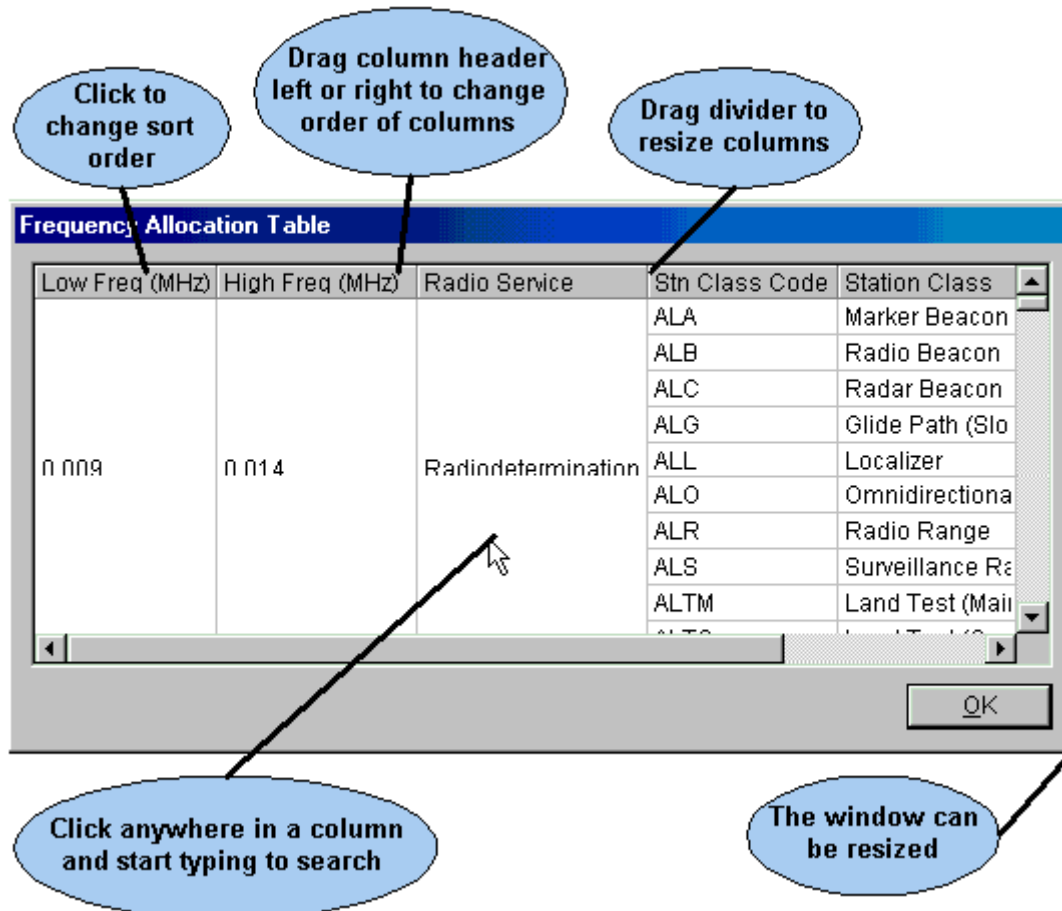 Click to
change sort
order
Drag column header
left or right to change
order of columns
Drag divider to
resize columns
Frequency Allocation Table
Low Freq (MHz) High Freq (MHz) Radio Service Stn Class Code Station Class
ALA Marker Beacon
ALB Radio Beacon
ALC Radar Beacon
ALG Glide Path (Slo
0.009 0.014 Radiodetermination ALL Localizer
ALO Omnidirectiona
ALR Radio Range
ALS Surveillance Ra
ALTM Land Test (Mai
OK
Click anywhere in a column
and start typing to search
The window can
be resized